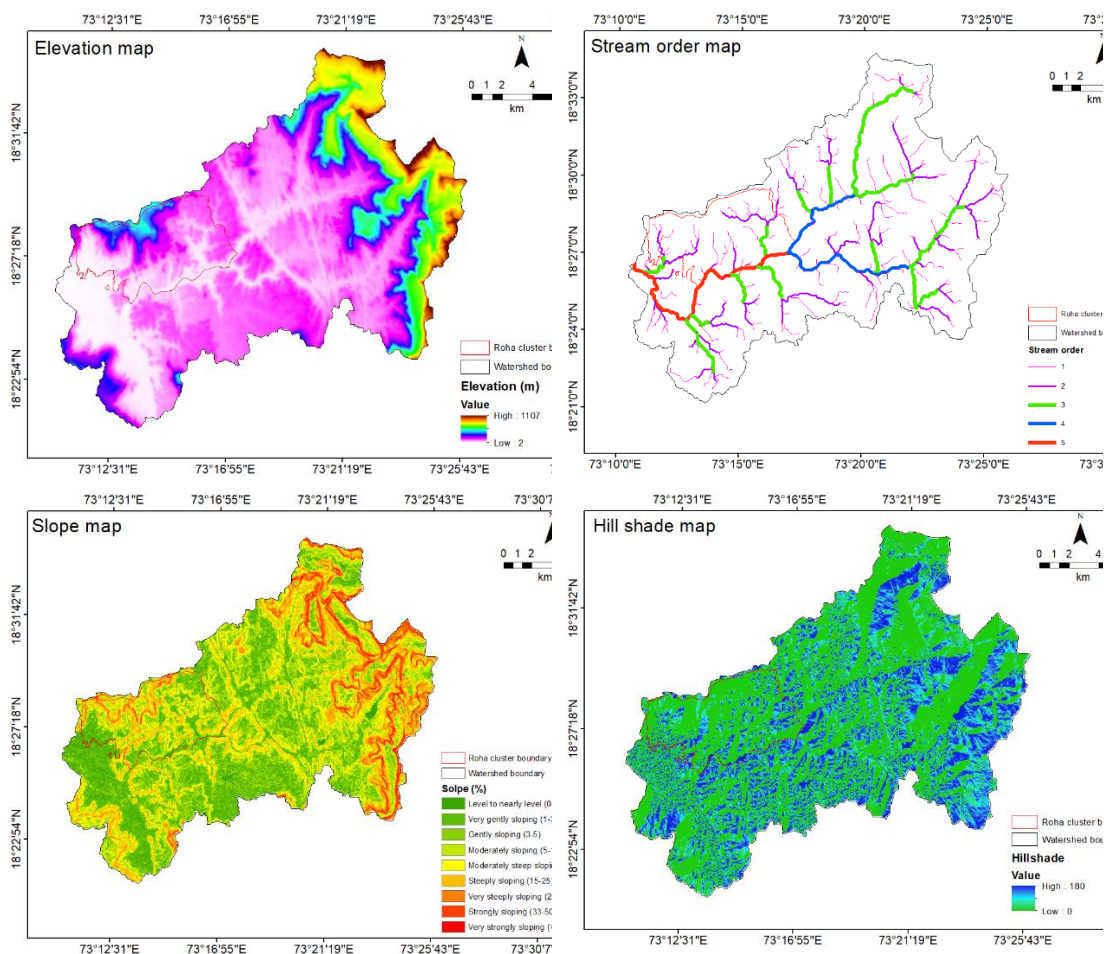 73°12'31"E 73°16'55"E 73°21'19"E 73°25'43"E
Elevation map
N
0 1 2 4
km
18°31'42"N
18°27'18"N
18°22'54"N
Roha cluster b
Watershed bou
Elevation (m)
Value
High : 1107
Low : 2
73°12'31"E 73°16'55"E 73°21'19"E 73°25'43"E
73°10'0"E 73°15'0"E 73°20'0"E 73°25'0"E 73°3
Stream order map
N
0 1 2 4
km
18°33'0"N
18°30'0"N
18°27'0"N
18°24'0"N
18°21'0"N
Roha cluster b
Watershed b
Stream order
1
2
3
4
5
73°10'0"E 73°15'0"E 73°20'0"E 73°25'0"E 73°3
73°12'31"E 73°16'55"E 73°21'19"E 73°25'43"E 73°30'7
Slope map
N
0 1 2
km
18°31'42"N
18°27'18"N
18°22'54"N
Roha cluster boundary
Watershed boundary
Solpe (%)
Level to nearly level (0
Very gently sloping (1-
Gently sloping (3-5)
Moderately sloping (5-
Moderately steep slopin
Steeply sloping (15-25)
Very steeply sloping (2
Strongly sloping (33-50
Very strongly sloping (
73°12'31"E 73°16'55"E 73°21'19"E 73°25'43"E 73°30'7
73°12'31"E 73°16'55"E 73°21'19"E 73°25'43"E
Hill shade map
N
0 1 2 4
km
18°31'42"N
18°27'18"N
18°22'54"N
Roha cluster b
Watershed bou
Hillshade
Value
High : 180
Low : 0
73°12'31"E 73°16'55"E 73°21'19"E 73°25'43"E